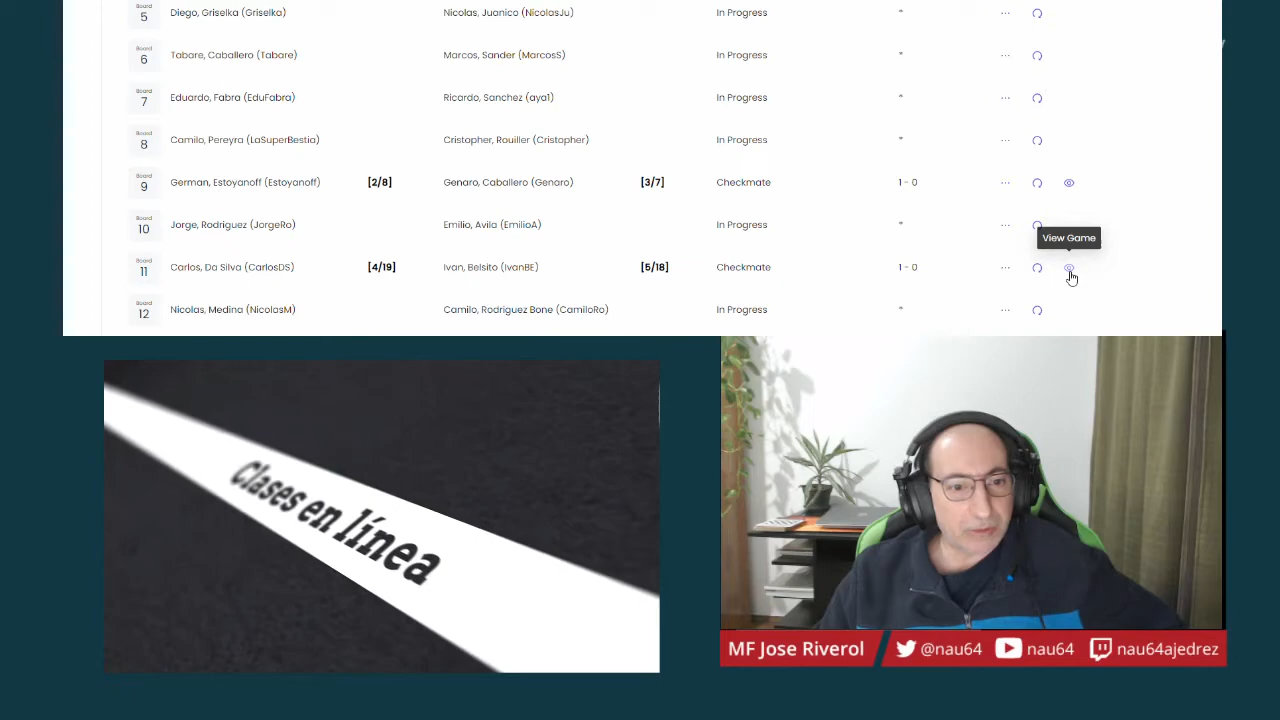 Board
5 Diego, Griselka (Griselka) Nicolas, Juanico (NicolasJu) In Progress * ...
Board
6 Tabare, Caballero (Tabare) Marcos, Sander (MarcosS) In Progress * ...
Board
7 Eduardo, Fabra (EduFabra) Ricardo, Sanchez (aya1) In Progress * ...
Board
8 Camilo, Pereyra (LaSuperBestia) Cristopher, Rouiller (Cristopher) In Progress * ...
Board
9 German, Estoyanoff (Estoyanoff) [2/8] Genaro, Caballero (Genaro) [3/7] Checkmate 1 - 0 ...
Board
10 Jorge, Rodriguez (JorgeRo) Emilio, Avila (EmilioA) In Progress * ...
View Game
Board
11 Carlos, Da Silva (CarlosDS) [4/19] Ivan, Belsito (IvanBE) [5/18] Checkmate 1 - 0 ...
Board
12 Nicolas, Medina (NicolasM) Camilo, Rodriguez Bone (CamiloRo) In Progress * ...
Clases en línea
MF Jose Riverol @nau64 nau64 nau64ajedrez